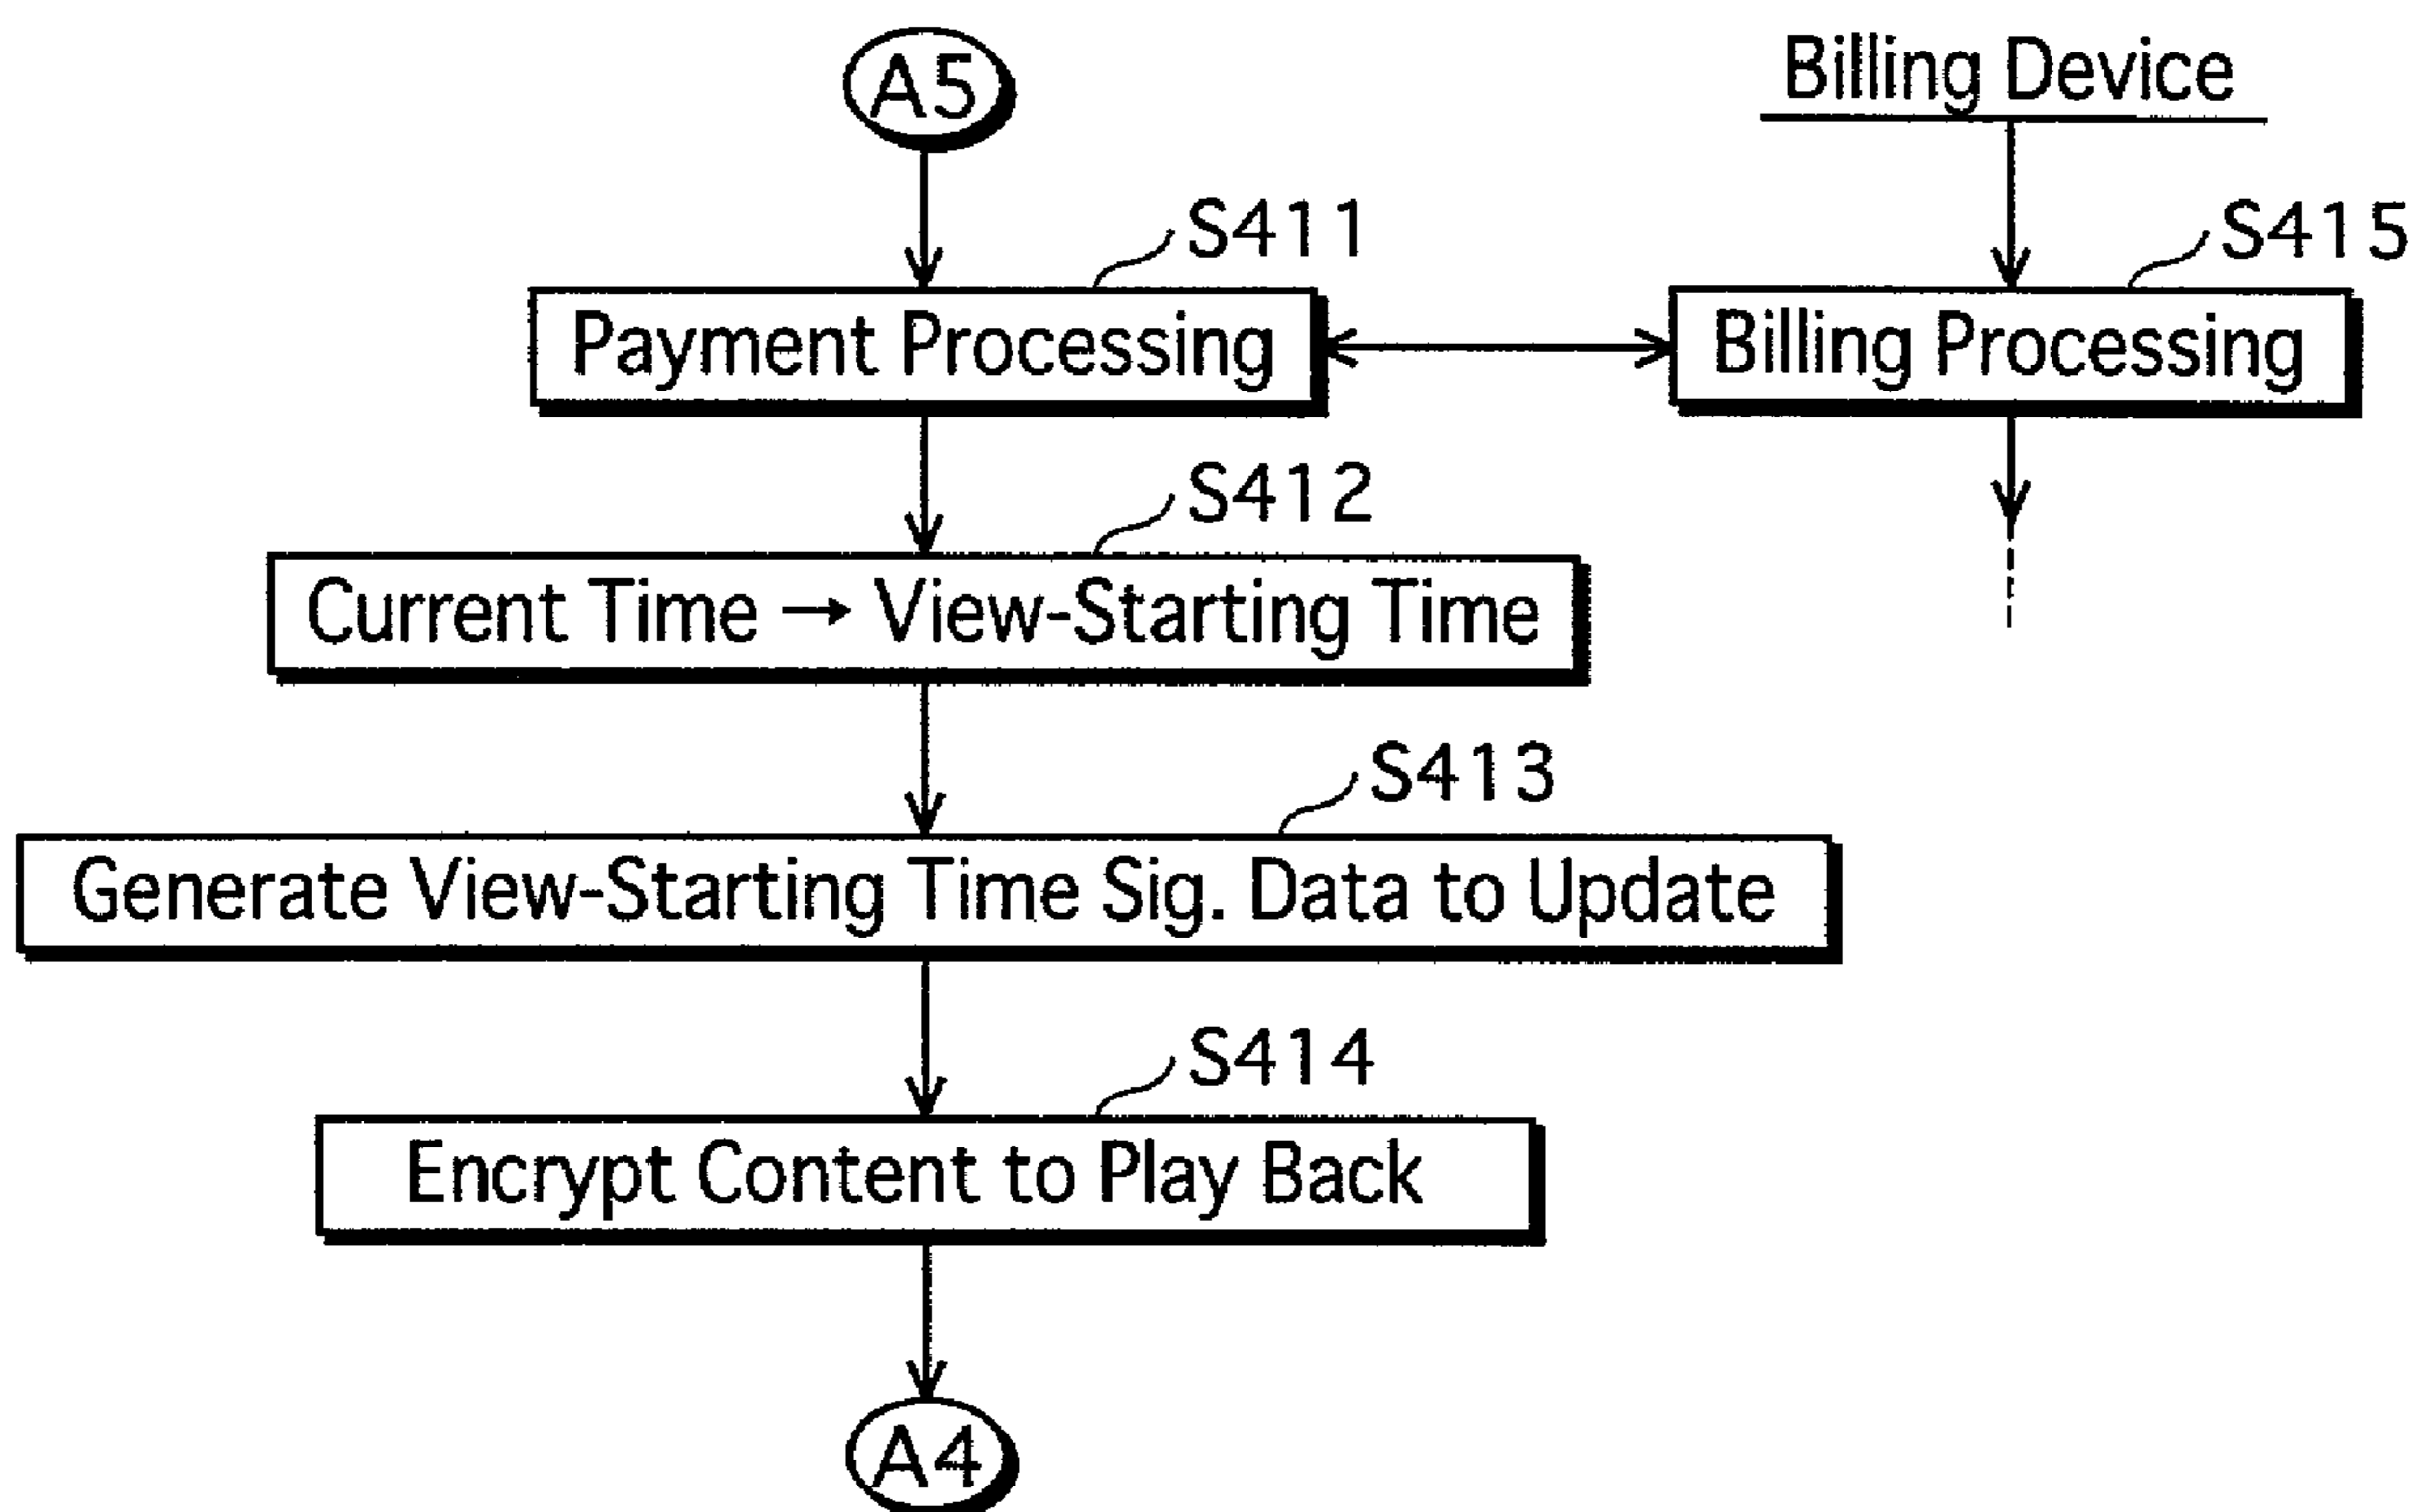 A5
Billing Device
S411
S415
Payment Processing
Billing Processing
S412
Current Time → View-Starting Time
S413
Generate View-Starting Time Sig. Data to Update
S414
Encrypt Content to Play Back
A4